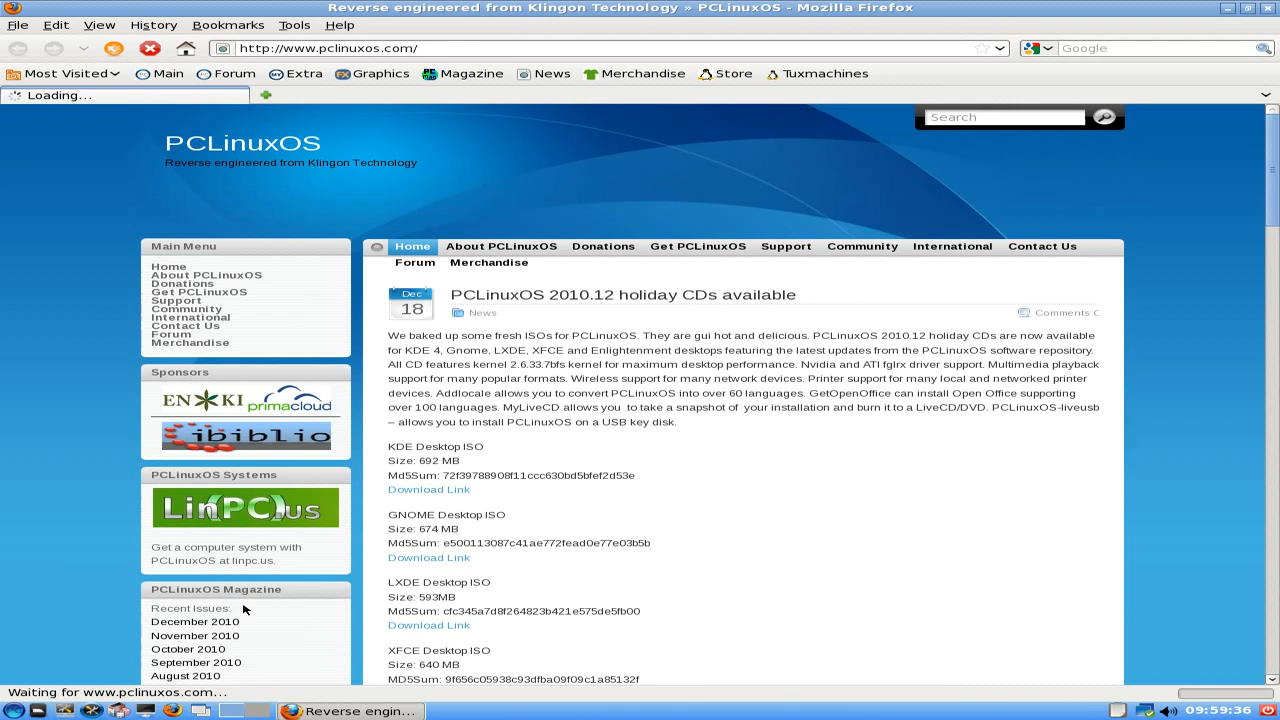 Reverse engineered from Klingon Technology » PCLinuxOS - Mozilla Firefox
File Edit View History Bookmarks Tools Help
http://www.pclinuxos.com/
Google
Most Visited Main Forum Extra Graphics Magazine News Merchandise Store Tuxmachines
Loading...
Search
PCLinuxOS
Reverse engineered from Klingon Technology
Main Menu
Home
About PCLinuxOS
Donations
Get PCLinuxOS
Support
Community
International
Contact Us
Forum
Merchandise
Sponsors
ENKI primacloud
ibiblio
PCLinuxOS Systems
LinPC.us
Get a computer system with
PCLinuxOS at linpc.us.
PCLinuxOS Magazine
Recent Issues:
December 2010
November 2010
October 2010
September 2010
August 2010
Home About PCLinuxOS Donations Get PCLinuxOS Support Community International Contact Us
Forum Merchandise
Dec
18
PCLinuxOS 2010.12 holiday CDs available
News
Comments C
We baked up some fresh ISOs for PCLinuxOS. They are gui hot and delicious. PCLinuxOS 2010.12 holiday CDs are now available
for KDE 4, Gnome, LXDE, XFCE and Enlightenment desktops featuring the latest updates from the PCLinuxOS software repository.
All CD features kernel 2.6.33.7bfs kernel for maximum desktop performance. Nvidia and ATI fglrx driver support. Multimedia playback
support for many popular formats. Wireless support for many network devices. Printer support for many local and networked printer
devices. Addlocale allows you to convert PCLinuxOS into over 60 languages. GetOpenOffice can install Open Office supporting
over 100 languages. MyLiveCD allows you to take a snapshot of your installation and burn it to a LiveCD/DVD. PCLinuxOS-liveusb
– allows you to install PCLinuxOS on a USB key disk.
KDE Desktop ISO
Size: 692 MB
Md5Sum: 72f39788908f11ccc630bd5bfef2d53e
Download Link
GNOME Desktop ISO
Size: 674 MB
Md5Sum: e500113087c41ae772fead0e77e03b5b
Download Link
LXDE Desktop ISO
Size: 593MB
Md5Sum: cfc345a7d8f264823b421e575de5fb00
Download Link
XFCE Desktop ISO
Size: 640 MB
MD5Sum: 9f656c05938c93dfba09f09c1a85132f
Waiting for www.pclinuxos.com...
Reverse engin...
09:59:36